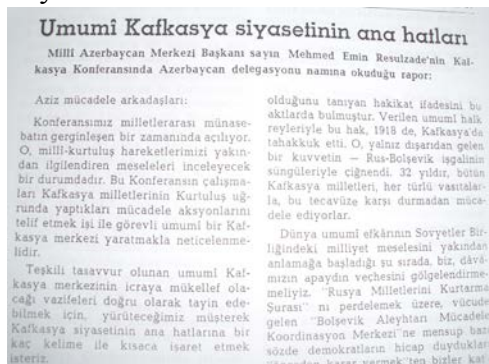 Umumî Kafkasya siyasetinin ana hatları
Millî Azerbaycan Merkezi Başkanı sayın Mehmed Emin Resulzade'nin Kaf-
kasya Konferansında Azerbaycan delegasyonu namına okuduğu rapor:
Aziz mücadele arkadaşları:
Konferansımız milletlerarası münase-
batın gerginleşen bir zamanında açılıyor.
O, millî-kurtuluş hareketlerimizi yakın-
dan ilgilendiren meseleleri inceleyecek
bir durumdadır. Bu Konferansın çalışma-
ları Kafkasya milletlerinin Kurtuluş uğ-
runda yaptıkları mücadele aksyonlarını
telif etmek işi ile görevli umumî bir Kaf-
kasya merkezi yaratmakla neticelenme-
lidir.
Teşkili tasavvur olunan umumî Kaf-
kasya merkezinin icraya mükellef ola-
cağı vazifeleri doğru olarak tayin ede-
bilmek için, yürüteceğimiz müşterek
Kafkasya siyasetinin ana hatlarına bir
kaç kelime ile kısaca işaret etmek
isteriz.
olduğunu tanıyan hakikat ifadesini bu
aktlarda bulmuştur. Verilen umumî halk
reyleriyle bu hak, 1918 de, Kafkasya'da
tahakkuk etti. O, yalnız dışarıdan gelen
bir kuvvetin — Rus-Bolşevik işgalinin
süngüleriyle çiğnendi. 32 yıldır, bütün
Kafkasya milletleri, her türlü vasıtalar-
la, bu tecavüze karşı durmadan müca-
dele ediyorlar.
Dünya umumî efkârının Sovyetler Bir-
liğindeki milliyet meselesini yakından
anlamağa başladığı şu sırada, biz, dâvâ-
mızın apaydın veçhesini gölgelendirme-
meliyiz. "Rusya Milletlerini Kurtarma
Şurası" nı perdelemek üzere, vücude
gelen "Bolşevik Aleyhtarı Mücadele
Koordinasyon Merkezi"ne mensup bazı
sözde demokratların hicap duydukları
karar vermek"ten bizler